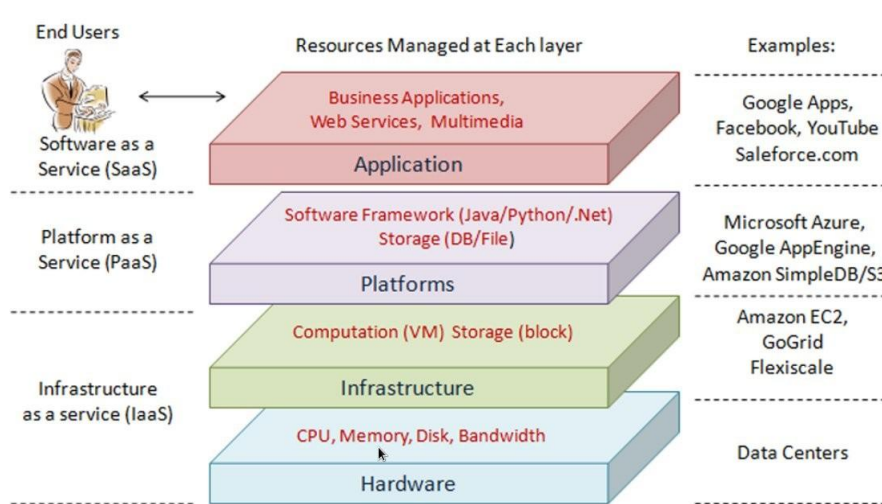 End Users
Resources Managed at Each layer
Examples:
Business Applications,
Web Services, Multimedia
Application
Software as a
Service (SaaS)
Google Apps,
Facebook, YouTube
Saleforce.com
Platform as a
Service (PaaS)
Software Framework (Java/Python/.Net)
Storage (DB/File)
Platforms
Microsoft Azure,
Google AppEngine,
Amazon SimpleDB/S3
Infrastructure
as a service (IaaS)
Computation (VM) Storage (block)
Infrastructure
Amazon EC2,
GoGrid
Flexiscale
CPU, Memory, Disk, Bandwidth
Hardware
Data Centers